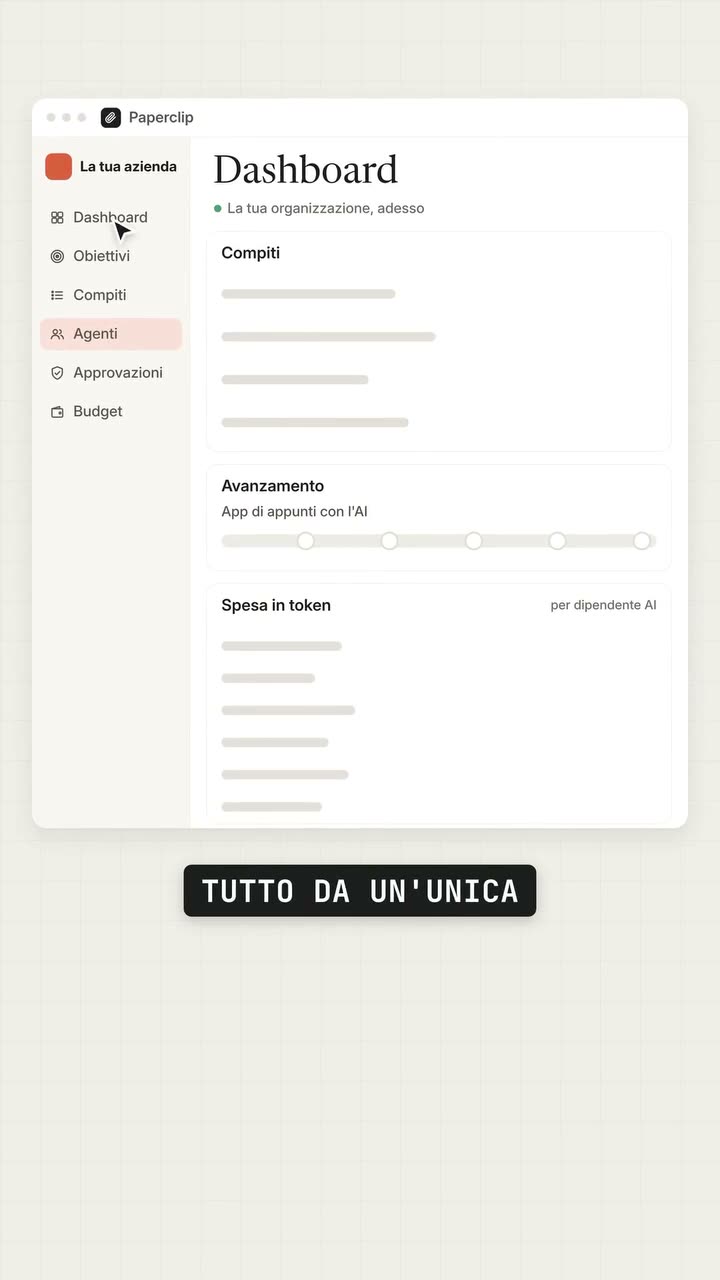 Paperclip
La tua azienda
Dashboard
Obiettivi
Compiti
Agenti
Approvazioni
Budget
Dashboard
La tua organizzazione, adesso
Compiti
Avanzamento
App di appunti con l'AI
Spesa in token
per dipendente AI
TUTTO DA UN'UNICA